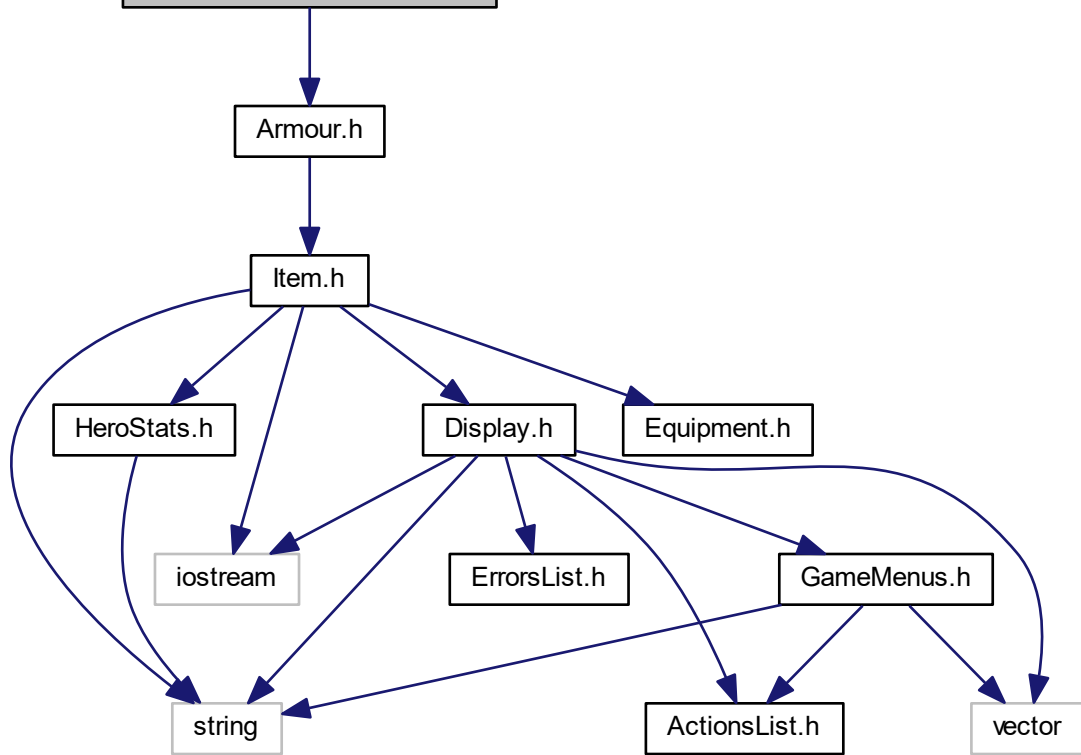 Armour.h
Item.h
HeroStats.h
Display.h
Equipment.h
iostream
ErrorsList.h
GameMenus.h
string
ActionsList.h
vector